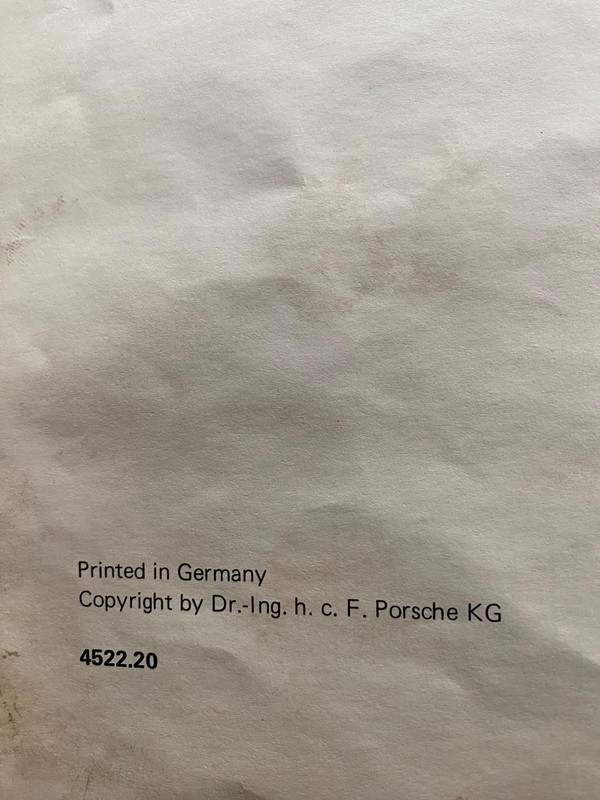 Printed in Germany
Copyright by Dr.-Ing. h. c. F. Porsche KG
4522.20